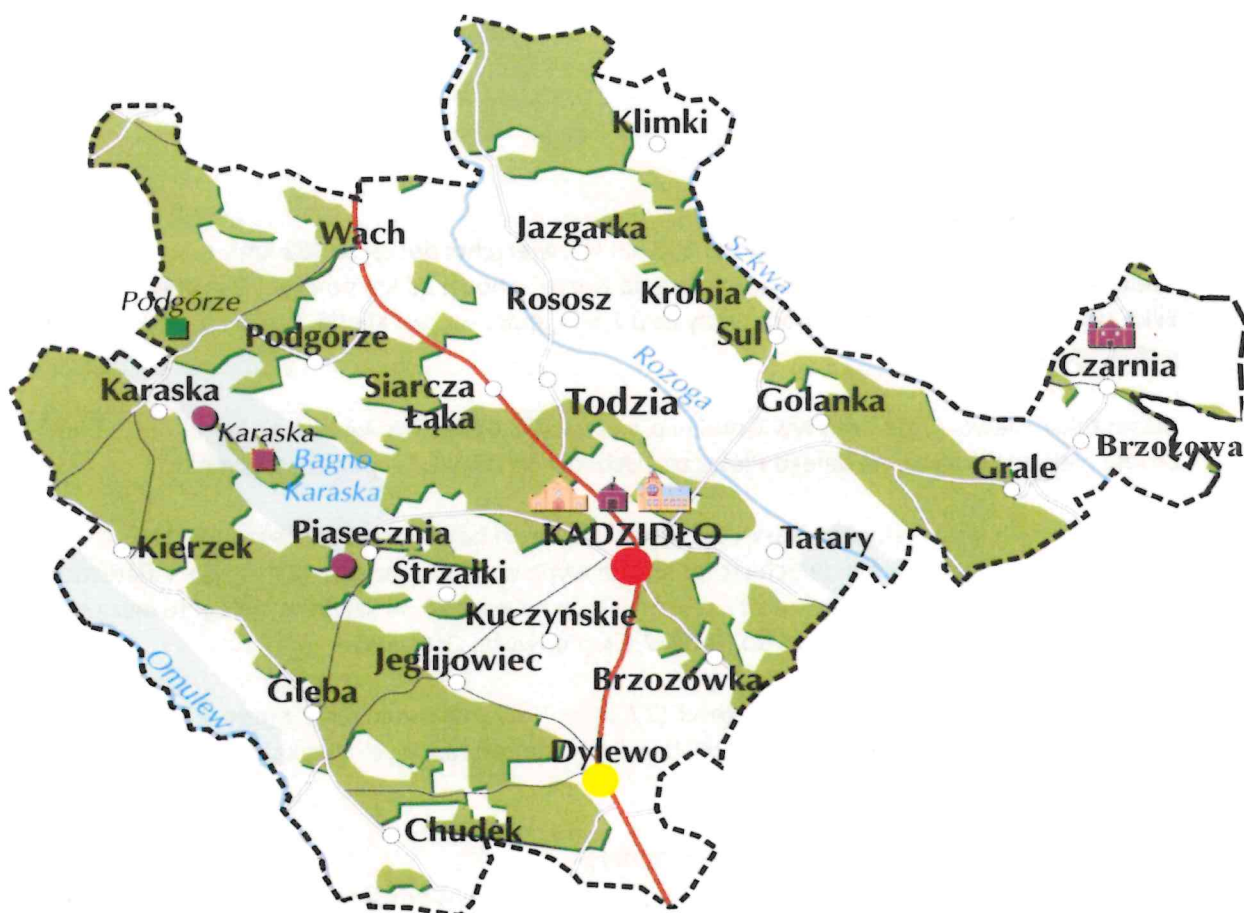 Klimki
Jazgarka
Wach
Szkwa
Podgórze
Rososz
Krobia
Podgórze
Sul
Czarnia
Karaska
Siarcza
Łąka
Todzia
Rozoga
Golanka
Karaska
Bagno
Karaska
Brzozowa
Grale
Kierzek
Piasecznia
KADZIDŁO
Tatary
Strzałki
Kuczyńskie
Jeglijowiec
Brzozówka
Omulew
Gleba
Dylewo
Chudek